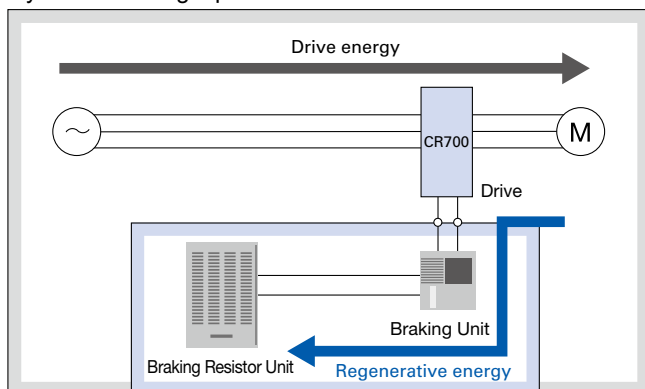 Drive energy
CR700
M
Drive
Braking Unit
Braking Resistor Unit
Regenerative energy